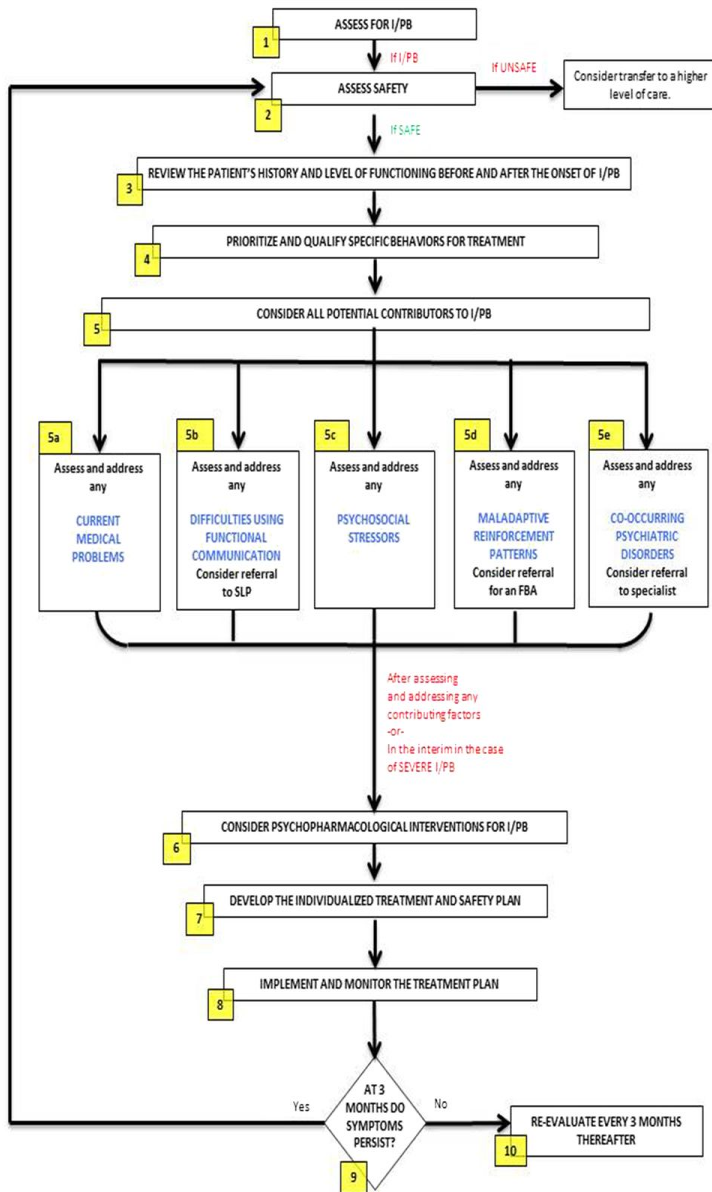 ASSESS FOR I/PB
1
If I/PB
If UNSAFE
ASSESS SAFETY
2
Consider transfer to a higher
level of care.
If SAFE
REVIEW THE PATIENT'S HISTORY AND LEVEL OF FUNCTIONING BEFORE AND AFTER THE ONSET OF I/PB
3
PRIORITIZE AND QUALIFY SPECIFIC BEHAVIORS FOR TREATMENT
4
CONSIDER ALL POTENTIAL CONTRIBUTORS TO I/PB
5
5a
Assess and address
any
CURRENT
MEDICAL
PROBLEMS
5b
Assess and address
any
DIFFICULTIES USING
FUNCTIONAL
COMMUNICATION
Consider referral
to SLP
5c
Assess and address
any
PSYCHOSOCIAL
STRESSORS
5d
Assess and address
any
MALADAPTIVE
REINFORCEMENT
PATTERNS
Consider referral
for an FBA
5e
Assess and address
any
CO-OCCURRING
PSYCHIATRIC
DISORDERS
Consider referral
to specialist
After assessing
and addressing any
contributing factors
-or-
In the interim in the case
of SEVERE I/PB
CONSIDER PSYCHOPHARMACOLOGICAL INTERVENTIONS FOR I/PB
6
DEVELOP THE INDIVIDUALIZED TREATMENT AND SAFETY PLAN
7
IMPLEMENT AND MONITOR THE TREATMENT PLAN
8
AT 3
MONTHS DO
SYMPTOMS
PERSIST?
9
Yes
No
RE-EVALUATE EVERY 3 MONTHS
THEREAFTER
10